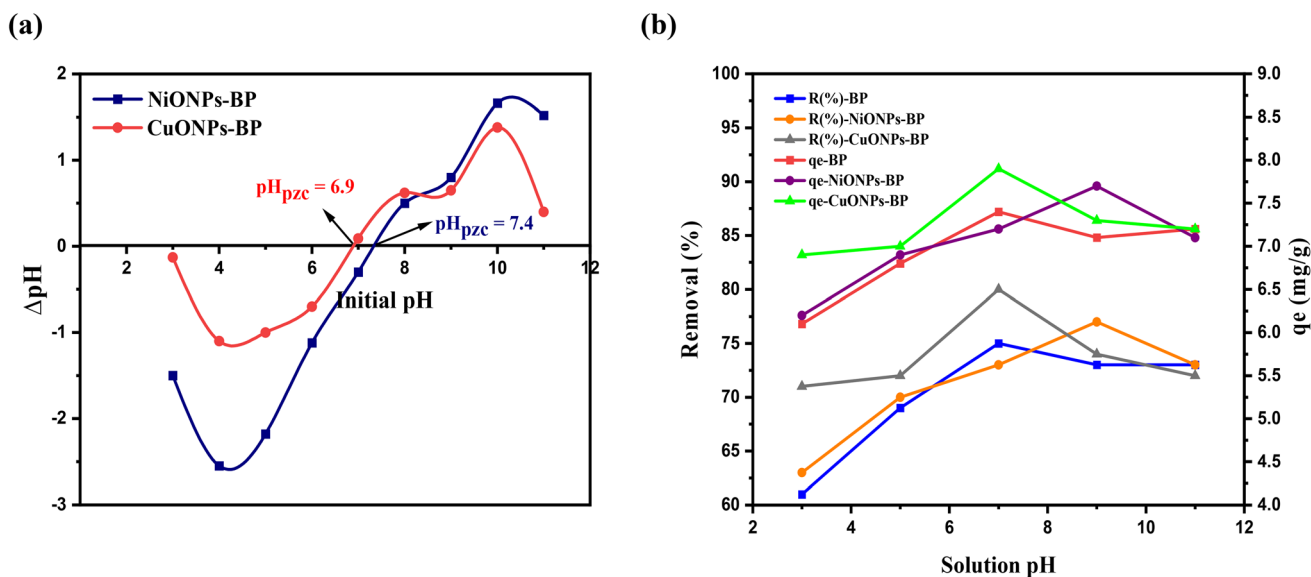 (a)
2
1
0
-1
-2
-3
ΔpH
NiONPs-BP
CuONPs-BP
pHpzc = 6.9
pHpzc = 7.4
2 4 6 8 10 12
Initial pH
(b)
100
95
90
85
80
75
70
65
60
Removal (%)
R(%)-BP
R(%)-NiONPs-BP
R(%)-CuONPs-BP
qe-BP
qe-NiONPs-BP
qe-CuONPs-BP
9.0
8.5
8.0
7.5
7.0
6.5
6.0
5.5
5.0
4.5
4.0
qe (mg/g)
2 4 6 8 10 12
Solution pH